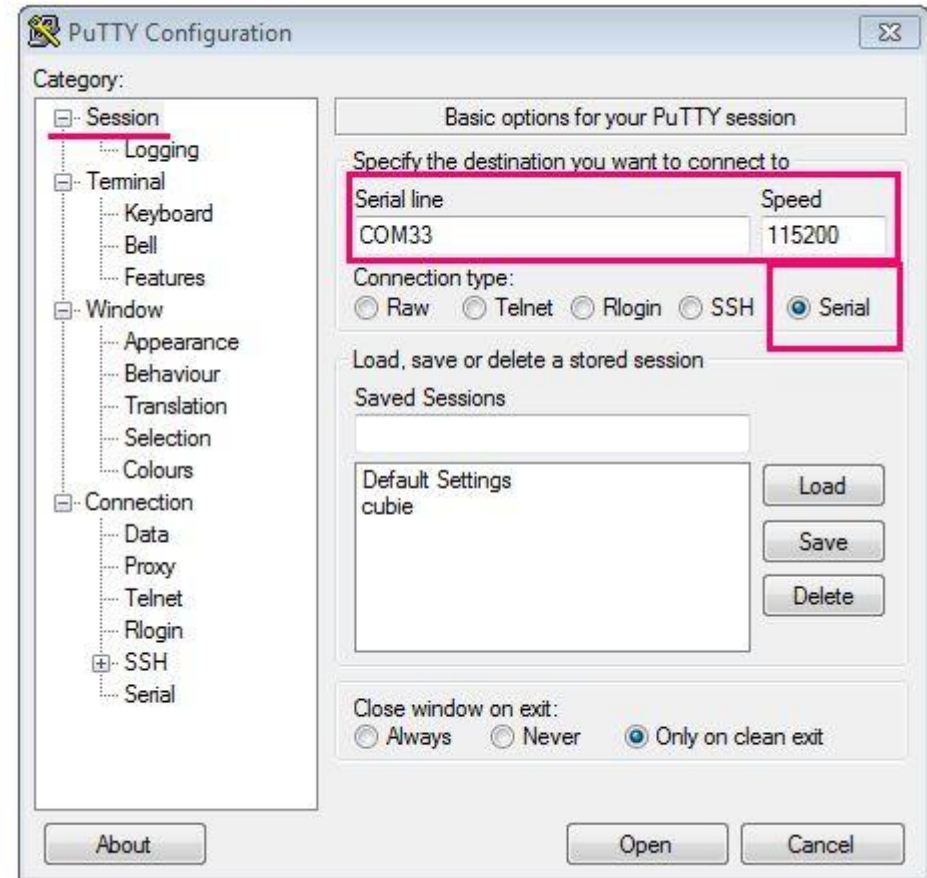 PuTTY Configuration
Category:
Session
Logging
Terminal
Keyboard
Bell
Features
Window
Appearance
Behaviour
Translation
Selection
Colours
Connection
Data
Proxy
Telnet
Rlogin
SSH
Serial
Basic options for your PuTTY session
Specify the destination you want to connect to
Serial line Speed
COM33 115200
Connection type:
Raw Telnet Rlogin SSH Serial
Load, save or delete a stored session
Saved Sessions
Default Settings
cubie
Load
Save
Delete
Close window on exit:
Always Never Only on clean exit
About Open Cancel